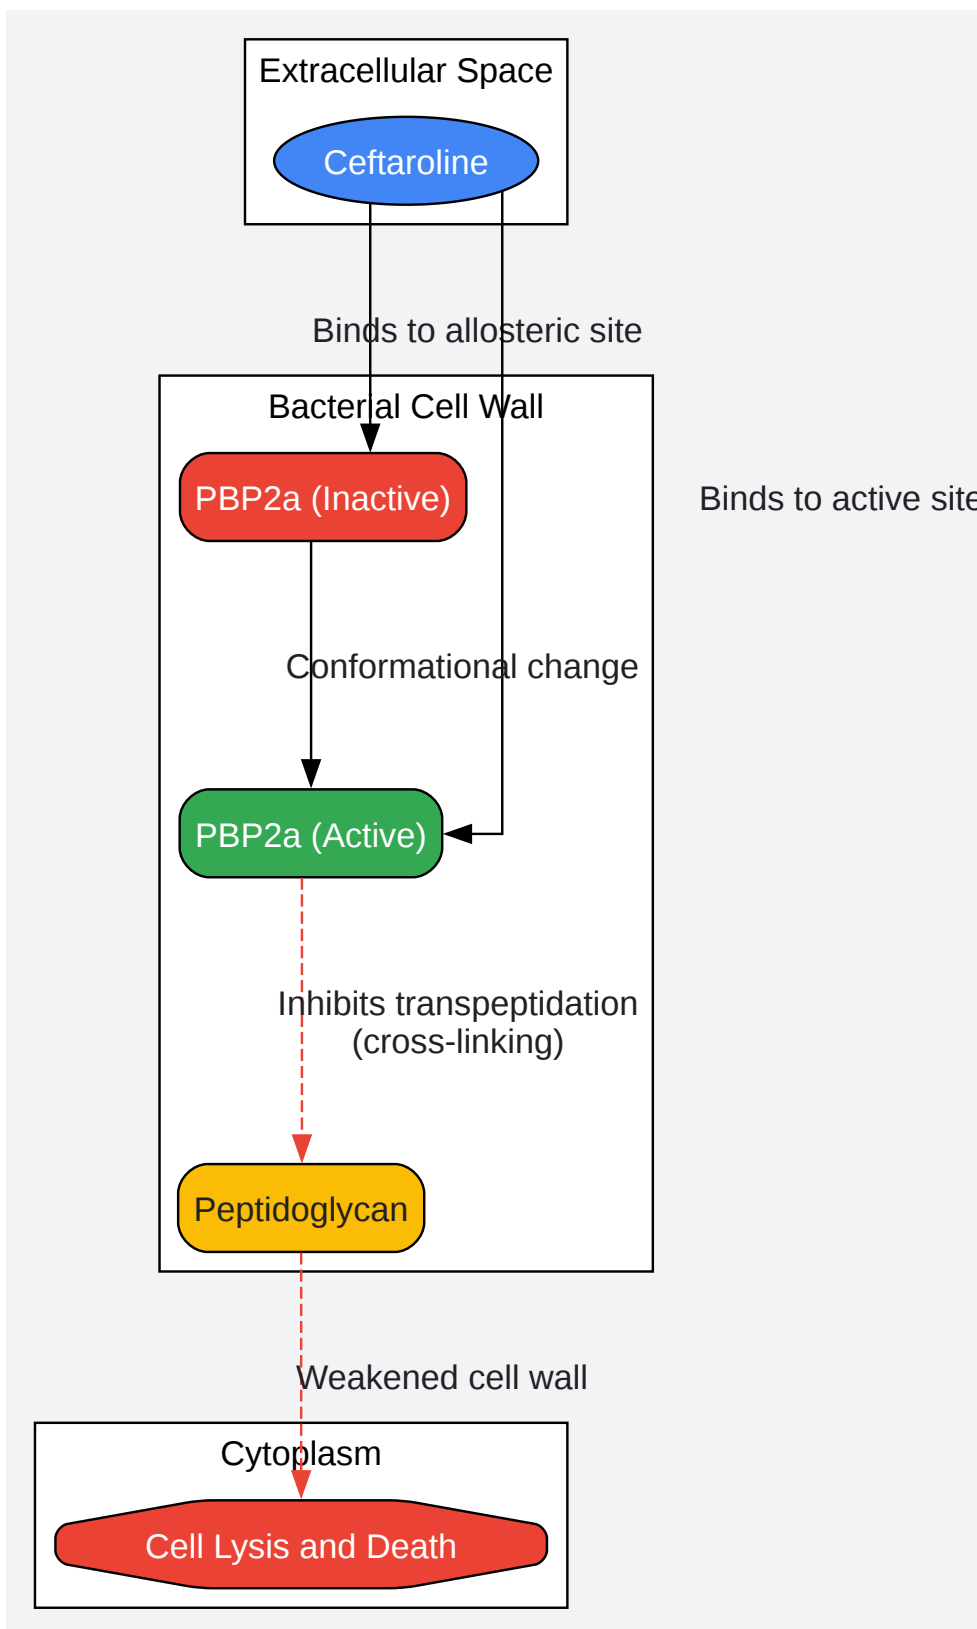 Extracellular Space
Ceftaroline
Binds to allosteric site
Bacterial Cell Wall
PBP2a (Inactive)
Binds to active site
Conformational change
PBP2a (Active)
Inhibits transpeptidation
(cross-linking)
Peptidoglycan
Weakened cell wall
Cytoplasm
Cell Lysis and Death